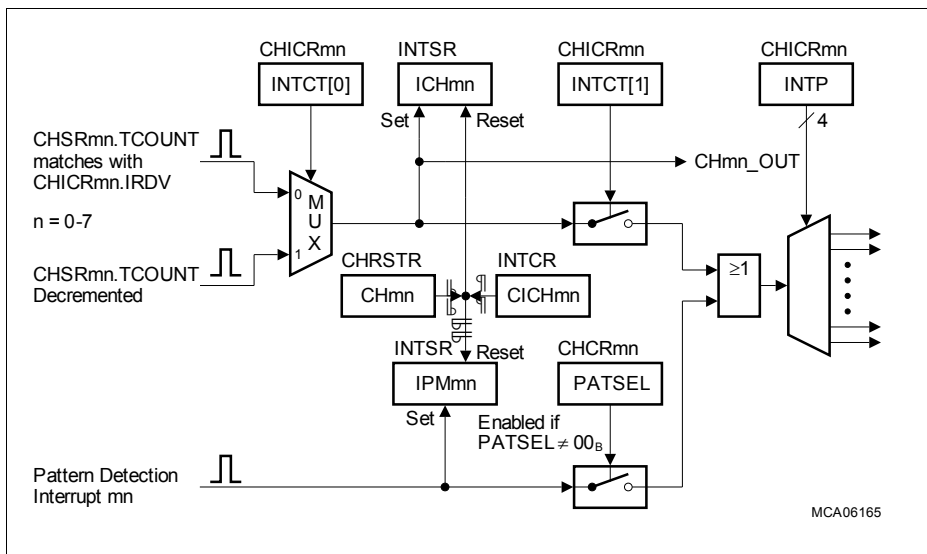 CHICRmn
INTSR
CHICRmn
CHICRmn
INTCT[0]
ICHmn
INTCT[1]
INTP
Set
Reset
4
CHSRmn.TCOUNT
matches with
CHICRmn.IRDV
CHmn_OUT
n = 0-7
0
M
U
X
1
CHSRmn.TCOUNT
Decremented
CHRSTR
INTCR
≥1
CHmn
CICHmn
INTSR
Reset
CHCRmn
IPMmn
PATSEL
Set
Enabled if
PATSEL ≠ 00B
Pattern Detection
Interrupt mn
MCA06165